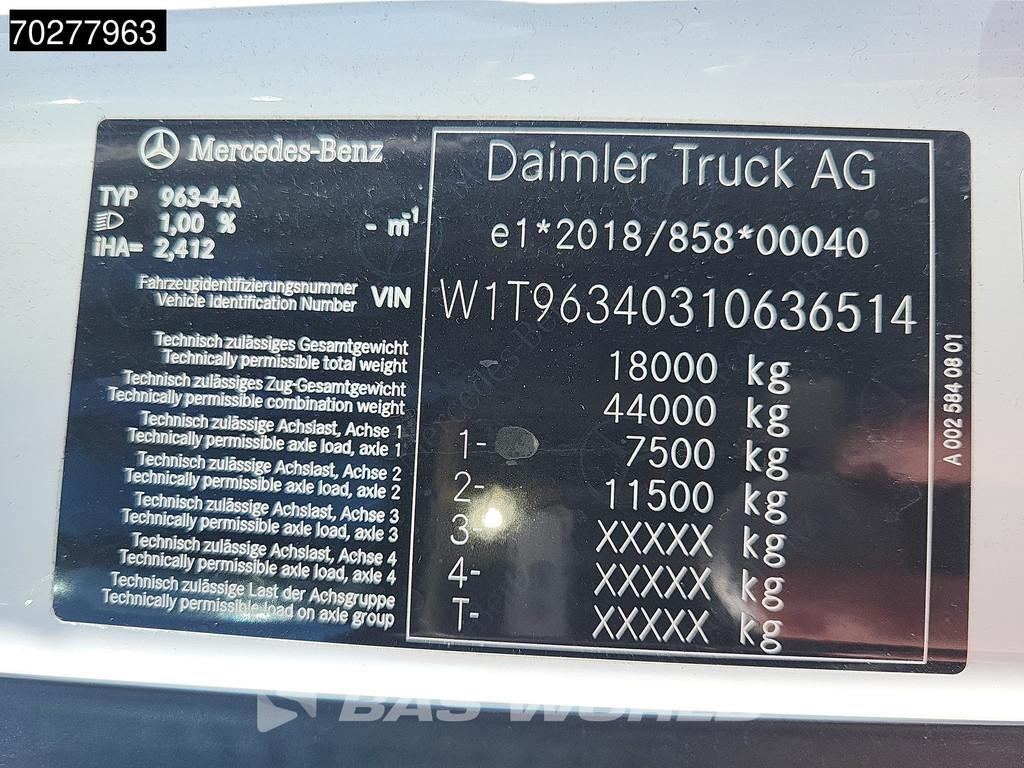 70277963
Mercedes-Benz
Daimler Truck AG
TYP 963-4-A
1,00 % - m-1
iHA= 2,412
e1*2018/858*00040
Fahrzeugidentifizierungsnummer
Vehicle Identification Number VIN W1T96340310636514
Technisch zulässiges Gesamtgewicht
Technically permissible total weight 18000 kg
Technisch zulässiges Zug-Gesamtgewicht
Technically permissible combination weight 44000 kg
Technisch zulässige Achslast, Achse 1
Technically permissible axle load, axle 1 1- 7500 kg
Technisch zulässige Achslast, Achse 2
Technically permissible axle load, axle 2 2- 11500 kg
Technisch zulässige Achslast, Achse 3
Technically permissible axle load, axle 3 3- XXXXX kg
Technisch zulässige Achslast, Achse 4
Technically permissible axle load, axle 4 4- XXXXX kg
Technisch zulässige Last der Achsgruppe
Technically permissible load on axle group T- XXXXX kg
A 002 584 08 01
BAS WORLD